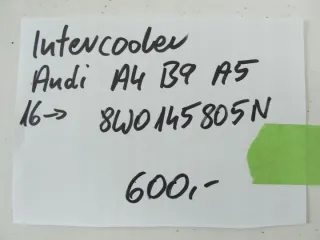 Intercooler
Audi A4 B9 A5
16-> 8W0145805N
600,-